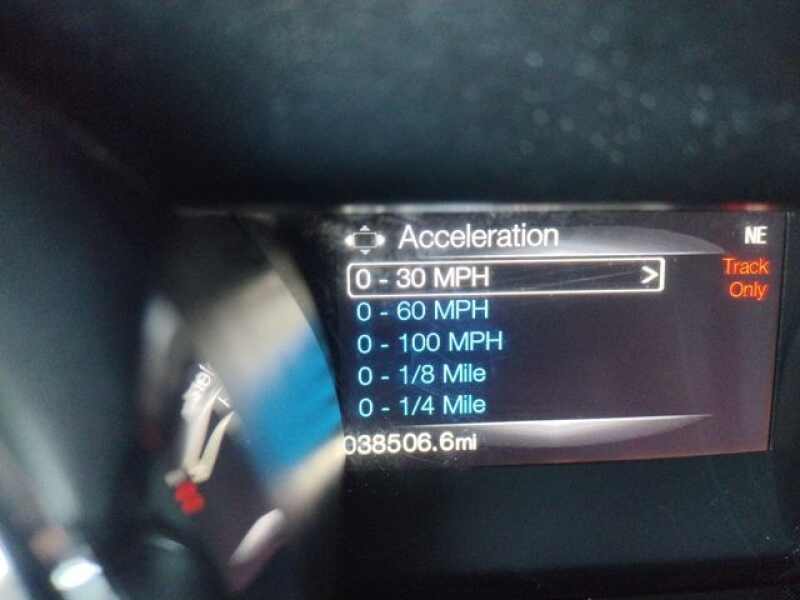 Acceleration
NE
0 - 30 MPH >
Track
Only
0 - 60 MPH
0 - 100 MPH
0 - 1/8 Mile
0 - 1/4 Mile
038506.6mi